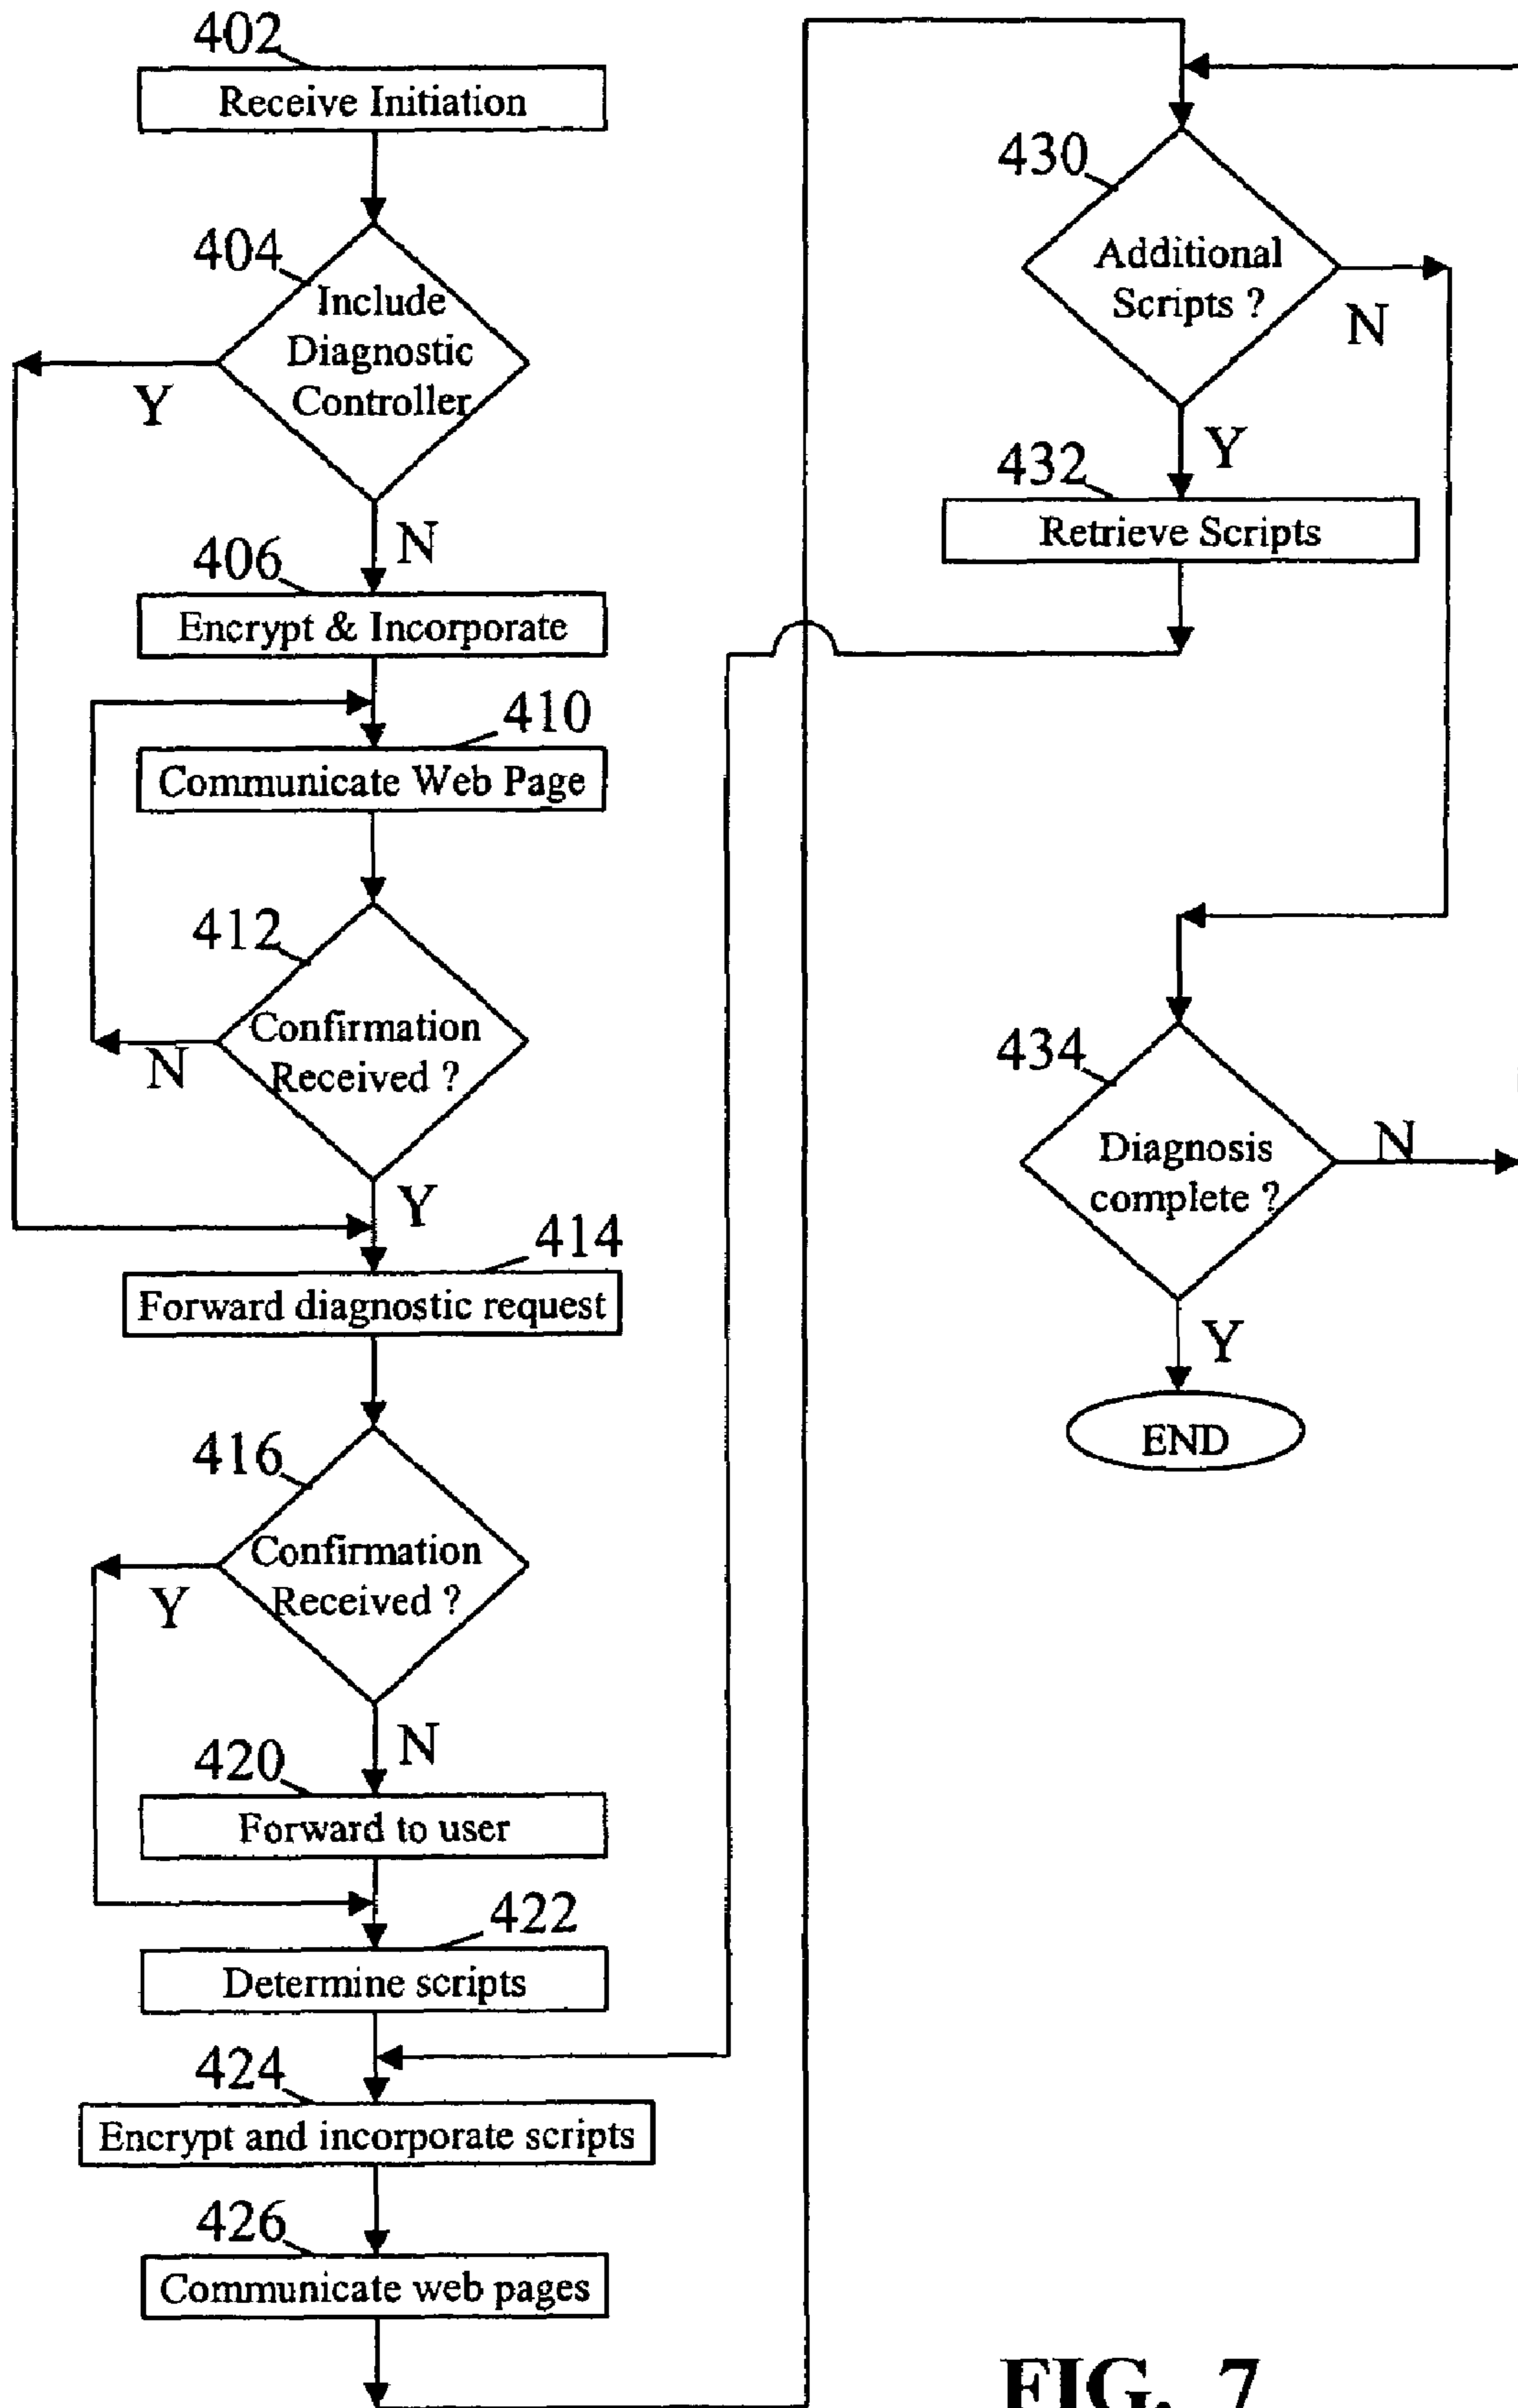 402
Receive Initiation
404
Include
Diagnostic
Controller
Y
N
406
Encrypt & Incorporate
410
Communicate Web Page
412
Confirmation
Received ?
N
Y
414
Forward diagnostic request
416
Confirmation
Received ?
Y
N
420
Forward to user
422
Determine scripts
424
Encrypt and incorporate scripts
426
Communicate web pages
430
Additional
Scripts ?
N
Y
432
Retrieve Scripts
434
Diagnosis
complete ?
N
Y
END
FIG. 7